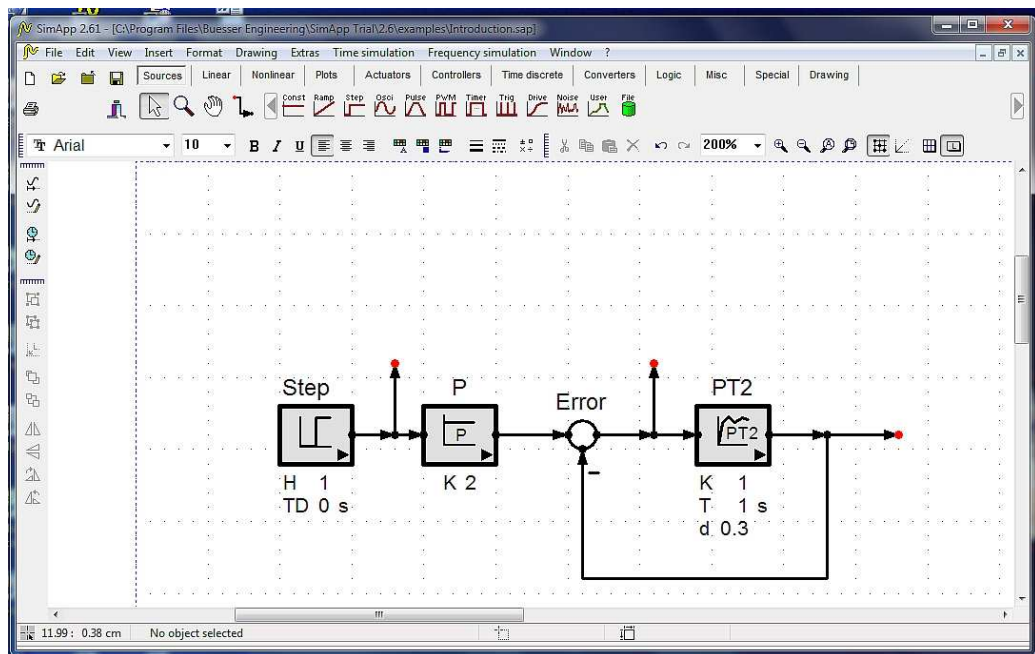 SimApp 2.61 - [C:\Program Files\Buesser Engineering\SimApp Trial\2.6\examples\Introduction.sap]
File Edit View Insert Format Drawing Extras Time simulation Frequency simulation Window ?
Sources Linear Nonlinear Plots Actuators Controllers Time discrete Converters Logic Misc Special Drawing
Const Ramp Step Osci Pulse PWM Timer Trig Drive Noise User File
Arial 10 B I U 200%
Step P Error PT2
P PT2
H 1 K 2 K 1
TD 0 s T 1 s
d 0.3
11.99 : 0.38 cm No object selected